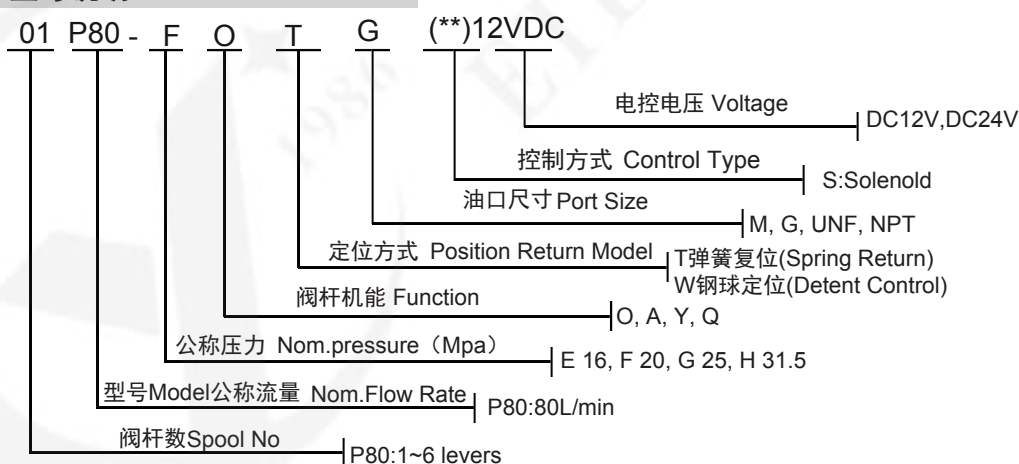 01 P80 - F O T G (**)12VDC
电控电压 Voltage
DC12V,DC24V
控制方式 Control Type
S:Solenold
油口尺寸 Port Size
M, G, UNF, NPT
定位方式 Position Return Model
T弹簧复位(Spring Return)
W钢球定位(Detent Control)
阀杆机能 Function
O, A, Y, Q
公称压力 Nom.pressure（Mpa）
E 16, F 20, G 25, H 31.5
型号Model公称流量 Nom.Flow Rate
P80:80L/min
阀杆数Spool No
P80:1~6 levers
1986